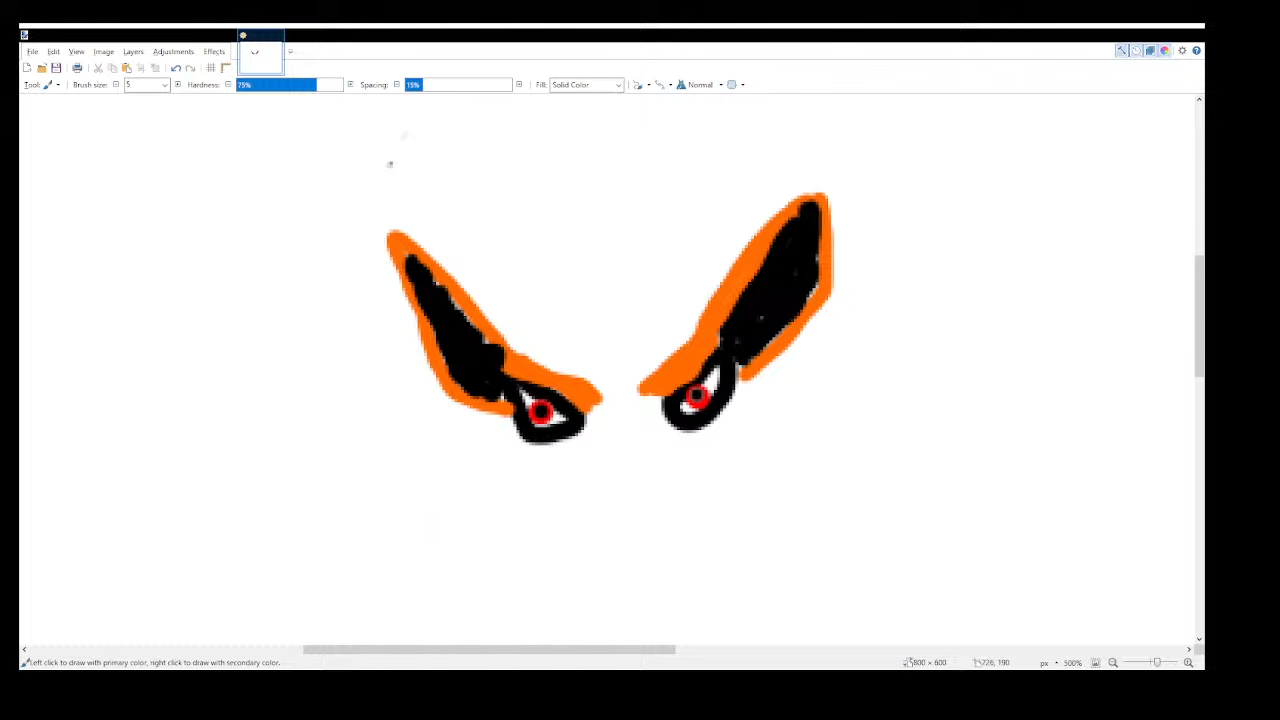 File Edit View Image Layers Adjustments Effects
Tool: Brush size: 5 Hardness: 75% Spacing: 15% Fill: Solid Color Normal
Left click to draw with primary color, right click to draw with secondary color. 800 × 600 226, 190 px 500%